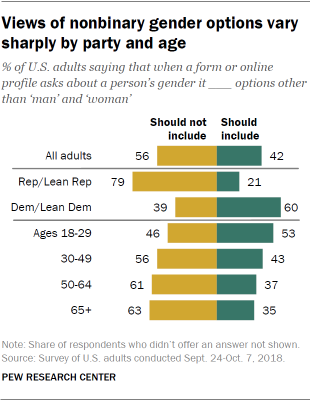 Views of nonbinary gender options vary
sharply by party and age
% of U.S. adults saying that when a form or online
profile asks about a person's gender it ___ options other
than 'man' and 'woman'
Should not include Should include
All adults 56 42
Rep/Lean Rep 79 21
Dem/Lean Dem 39 60
Ages 18-29 46 53
30-49 56 43
50-64 61 37
65+ 63 35
Note: Share of respondents who didn't offer an answer not shown.
Source: Survey of U.S. adults conducted Sept. 24-Oct. 7, 2018.
PEW RESEARCH CENTER